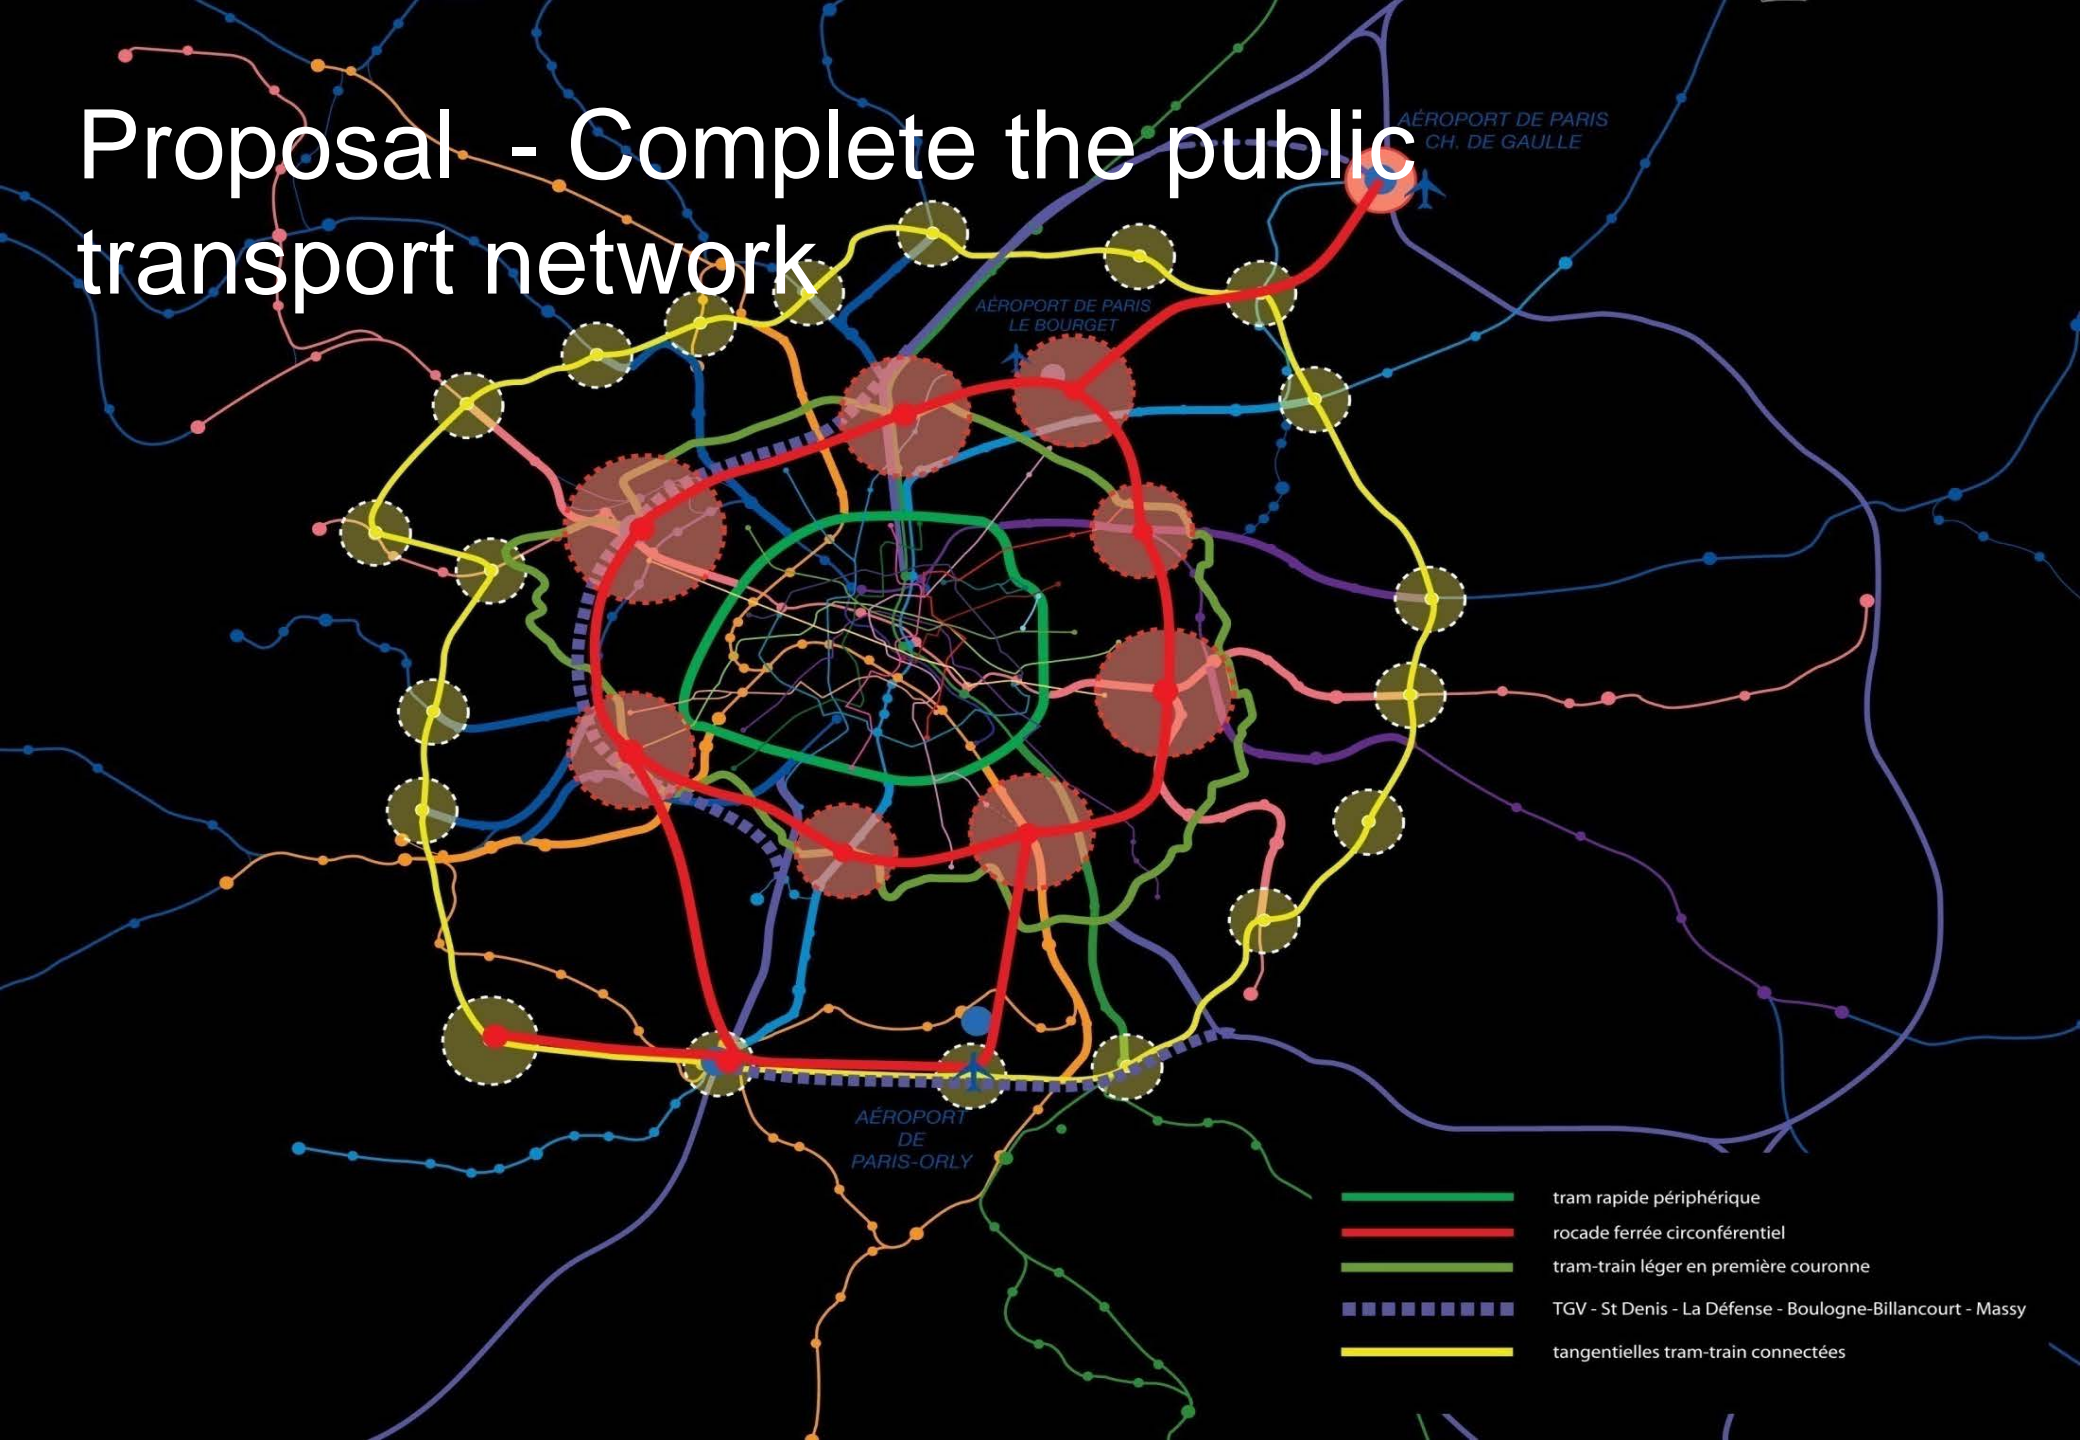 Proposal  - Complete the public
transport network
AÉROPORT DE PARIS
CH. DE GAULLE
AÉROPORT DE PARIS
LE BOURGET
AÉROPORT
DE
PARIS-ORLY
tram rapide périphérique
rocade ferrée circonférentiel
tram-train léger en première couronne
TGV - St Denis - La Défense - Boulogne-Billancourt - Massy
tangentielles tram-train connectées